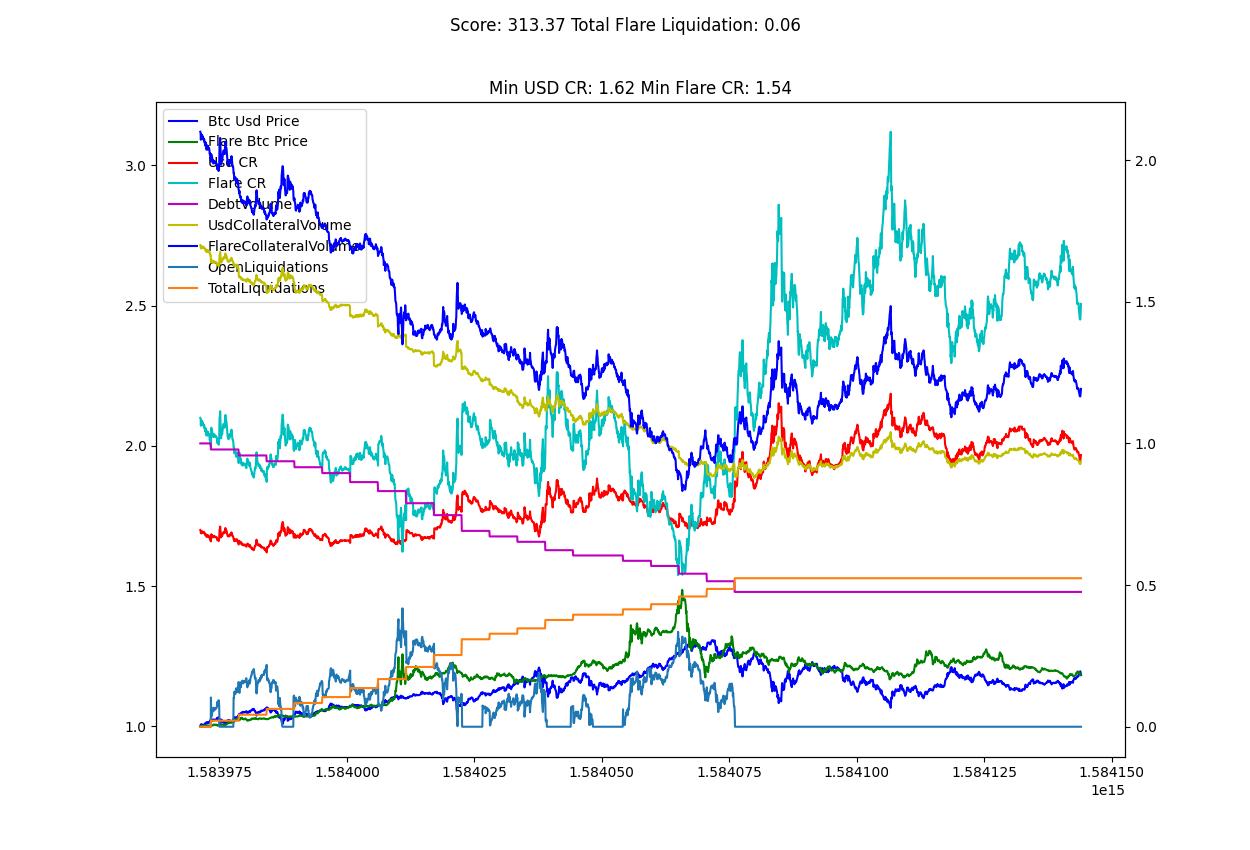 Score: 313.37 Total Flare Liquidation: 0.06
Min USD CR: 1.62 Min Flare CR: 1.54
Btc Usd Price
Flare Btc Price
Usd CR
Flare CR
DebtVolume
UsdCollateralVolume
FlareCollateralVolume
OpenLiquidations
TotalLiquidations
3.0
2.5
2.0
1.5
1.0
2.0
1.5
1.0
0.5
0.0
1.583975 1.584000 1.584025 1.584050 1.584075 1.584100 1.584125 1.584150
1e15